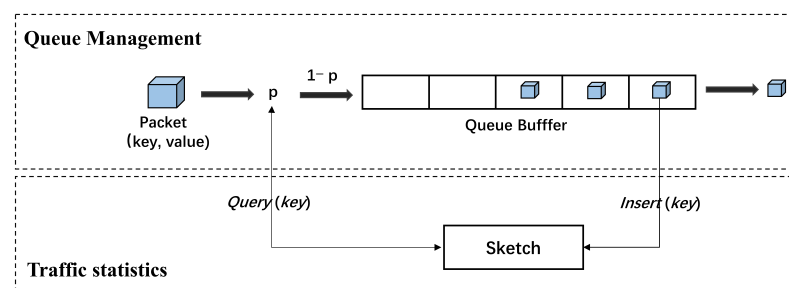 Queue Management
1- p
p
Packet
(key, value)
Queue Bufffer
Query(key)
Insert(key)
Sketch
Traffic statistics